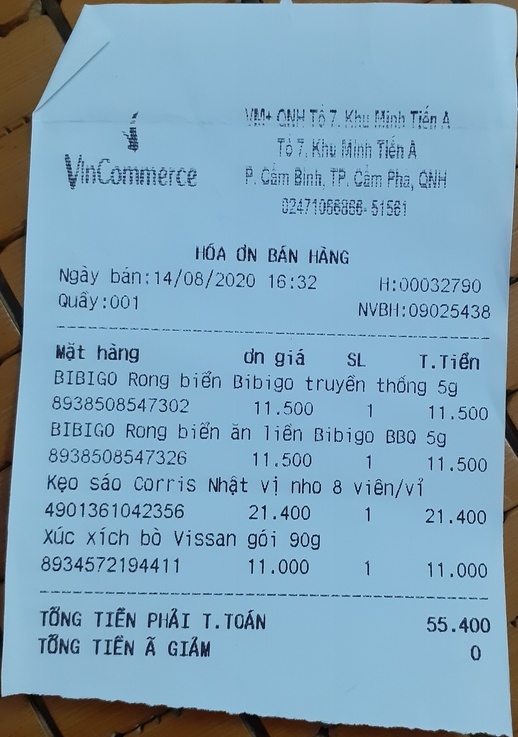 VinCommerce
VM+ QNH Tổ 7, Khu Minh Tiến A
Tổ 7, Khu Minh Tiến A
P. Cẩm Bình, TP. Cẩm Phả, QNH
02471066866-51561
HÓA ƠN BÁN HÀNG
Ngày bán:14/08/2020 16:32 H:00032790
Quầy:001 NVBH:09025438
Mặt hàng ơn giá SL T.Tiền
BIBIGO Rong biển Bibigo truyền thống 5g
8938508547302 11.500 1 11.500
BIBIGO Rong biển ăn liền Bibigo BBQ 5g
8938508547326 11.500 1 11.500
Kẹo sáo Corris Nhật vị nho 8 viên/vỉ
4901361042356 21.400 1 21.400
Xúc xích bò Vissan gói 90g
8934572194411 11.000 1 11.000
TỔNG TIỀN PHẢI T.TOÁN 55.400
TỔNG TIỀN Ã GIẢM 0